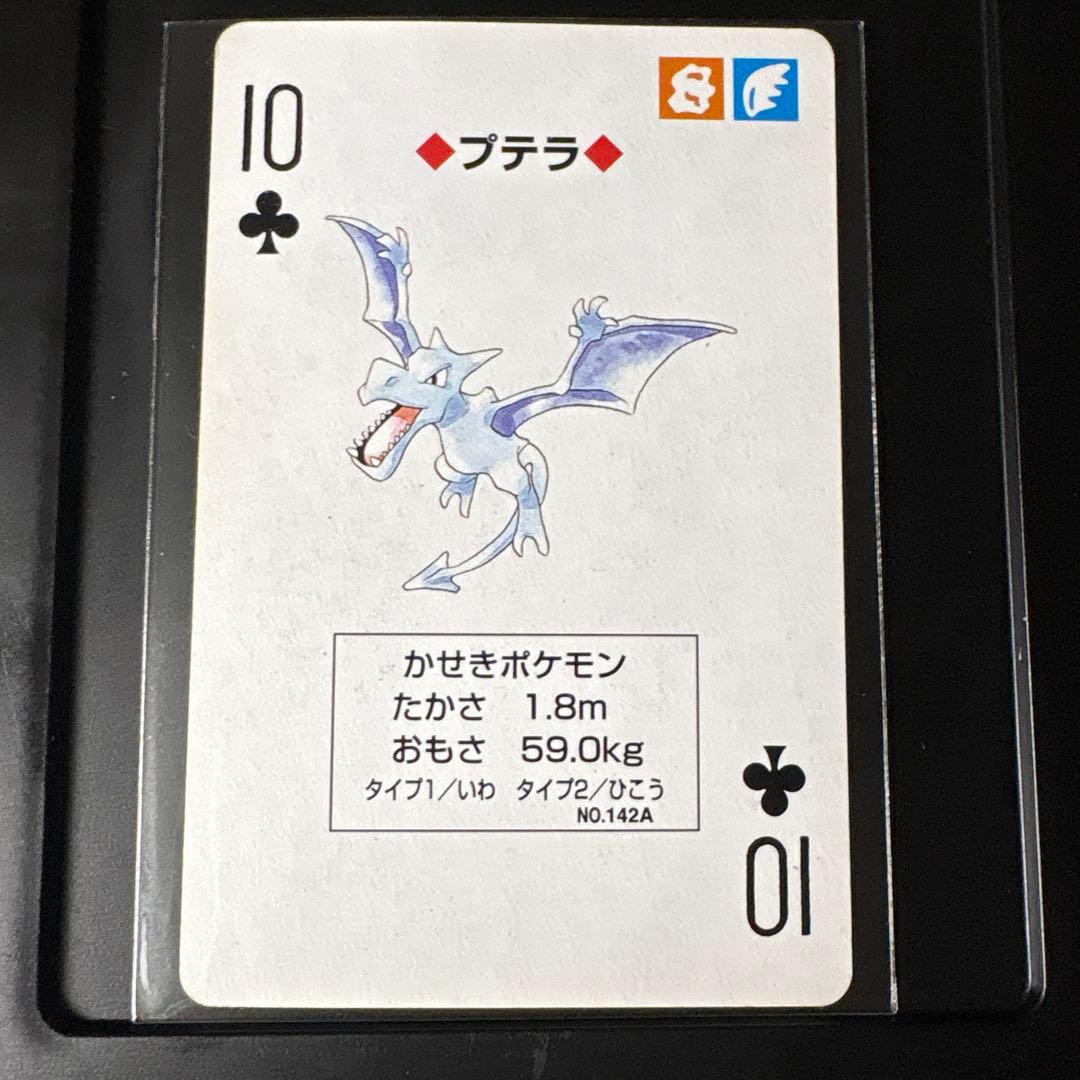 10
◆プテラ◆
かせきポケモン
たかさ 1.8m
おもさ 59.0kg
タイプ1/いわ タイプ2/ひこう
NO.142A
10